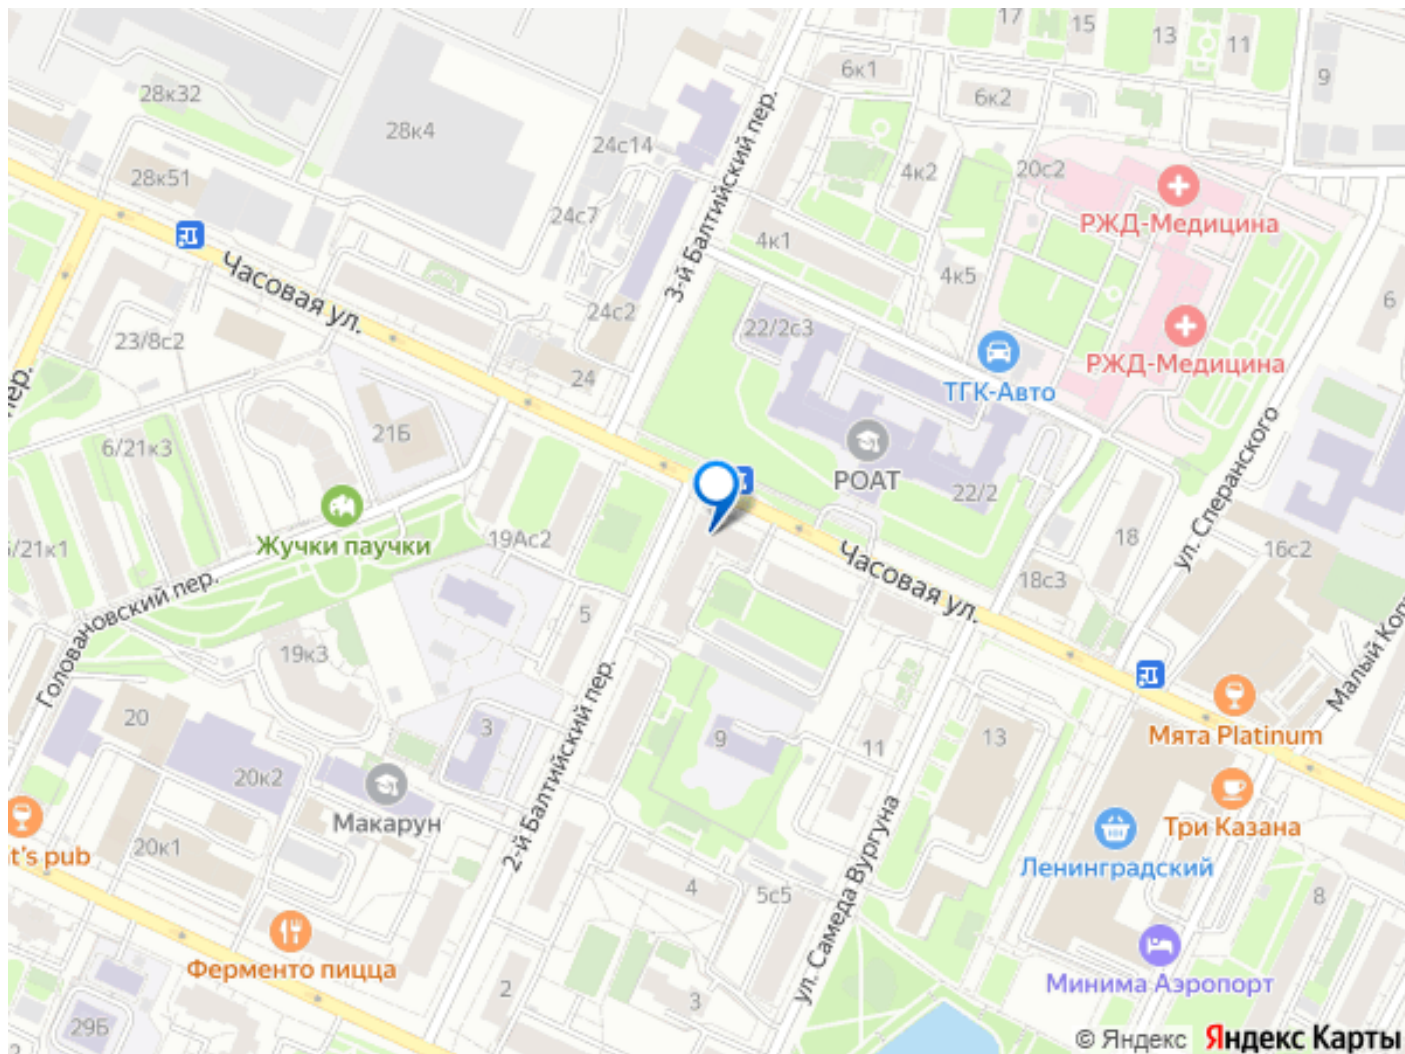 17
15
13
11
9
6к1
6к2
28к32
28к4
24с14
4к2
20с2
28к51
РЖД-Медицина
24с7
4к1
3-й Балтийский пер.
4к5
Часовая ул.
24с2
6
22/2с3
23/8с2
РЖД-Медицина
24
ТГК-Авто
пер.
21Б
6/21к3
РОАТ
22/2
ул. Сперанского
Жучки паучки
19Ас2
18
16с2
/21к1
Часовая ул.
18с3
Головановский пер.
5
19к3
2-й Балтийский пер.
20
3
9
11
13
Мята Platinum
20к2
Макарун
Три Казана
t's pub
20к1
Ленинградский
4
5с5
ул. Самеда Вургуна
8
Ферменто пицца
Минима Аэропорт
2
3
29Б
2
© Яндекс Яндекс Карты